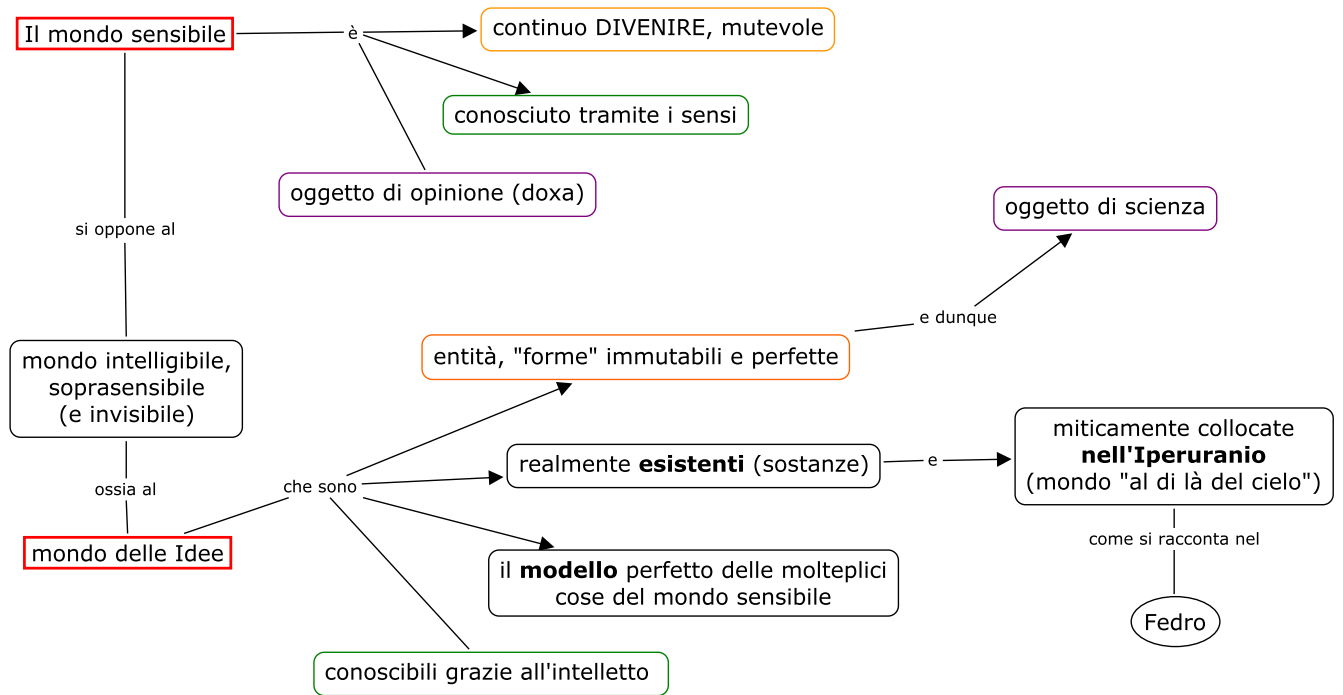 Il mondo sensibile
è
continuo DIVENIRE, mutevole
conosciuto tramite i sensi
oggetto di opinione (doxa)
si oppone al
mondo intelligibile,
soprasensibile
(e invisibile)
ossia al
mondo delle Idee
che sono
entità, "forme" immutabili e perfette
e dunque
oggetto di scienza
realmente esistenti (sostanze)
e
miticamente collocate
nell'Iperuranio
(mondo "al di là del cielo")
come si racconta nel
Fedro
il modello perfetto delle molteplici
cose del mondo sensibile
conoscibili grazie all'intelletto